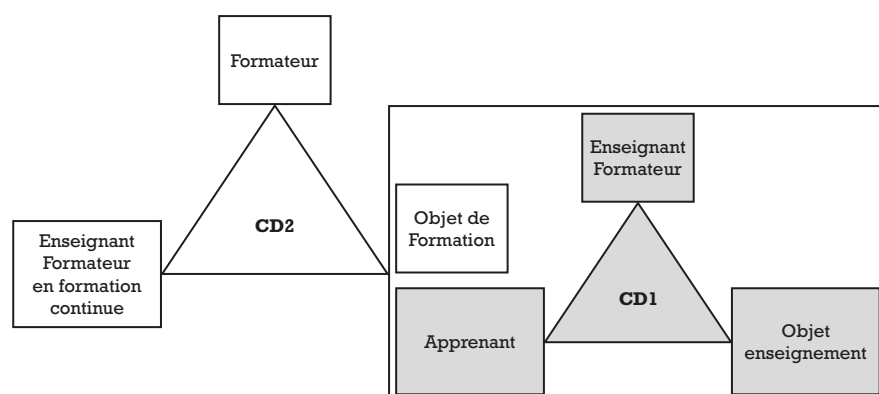 Formateur
Enseignant
Formateur
CD2
Objet de
Formation
Enseignant
Formateur
en formation
continue
CD1
Apprenant
Objet
enseignement